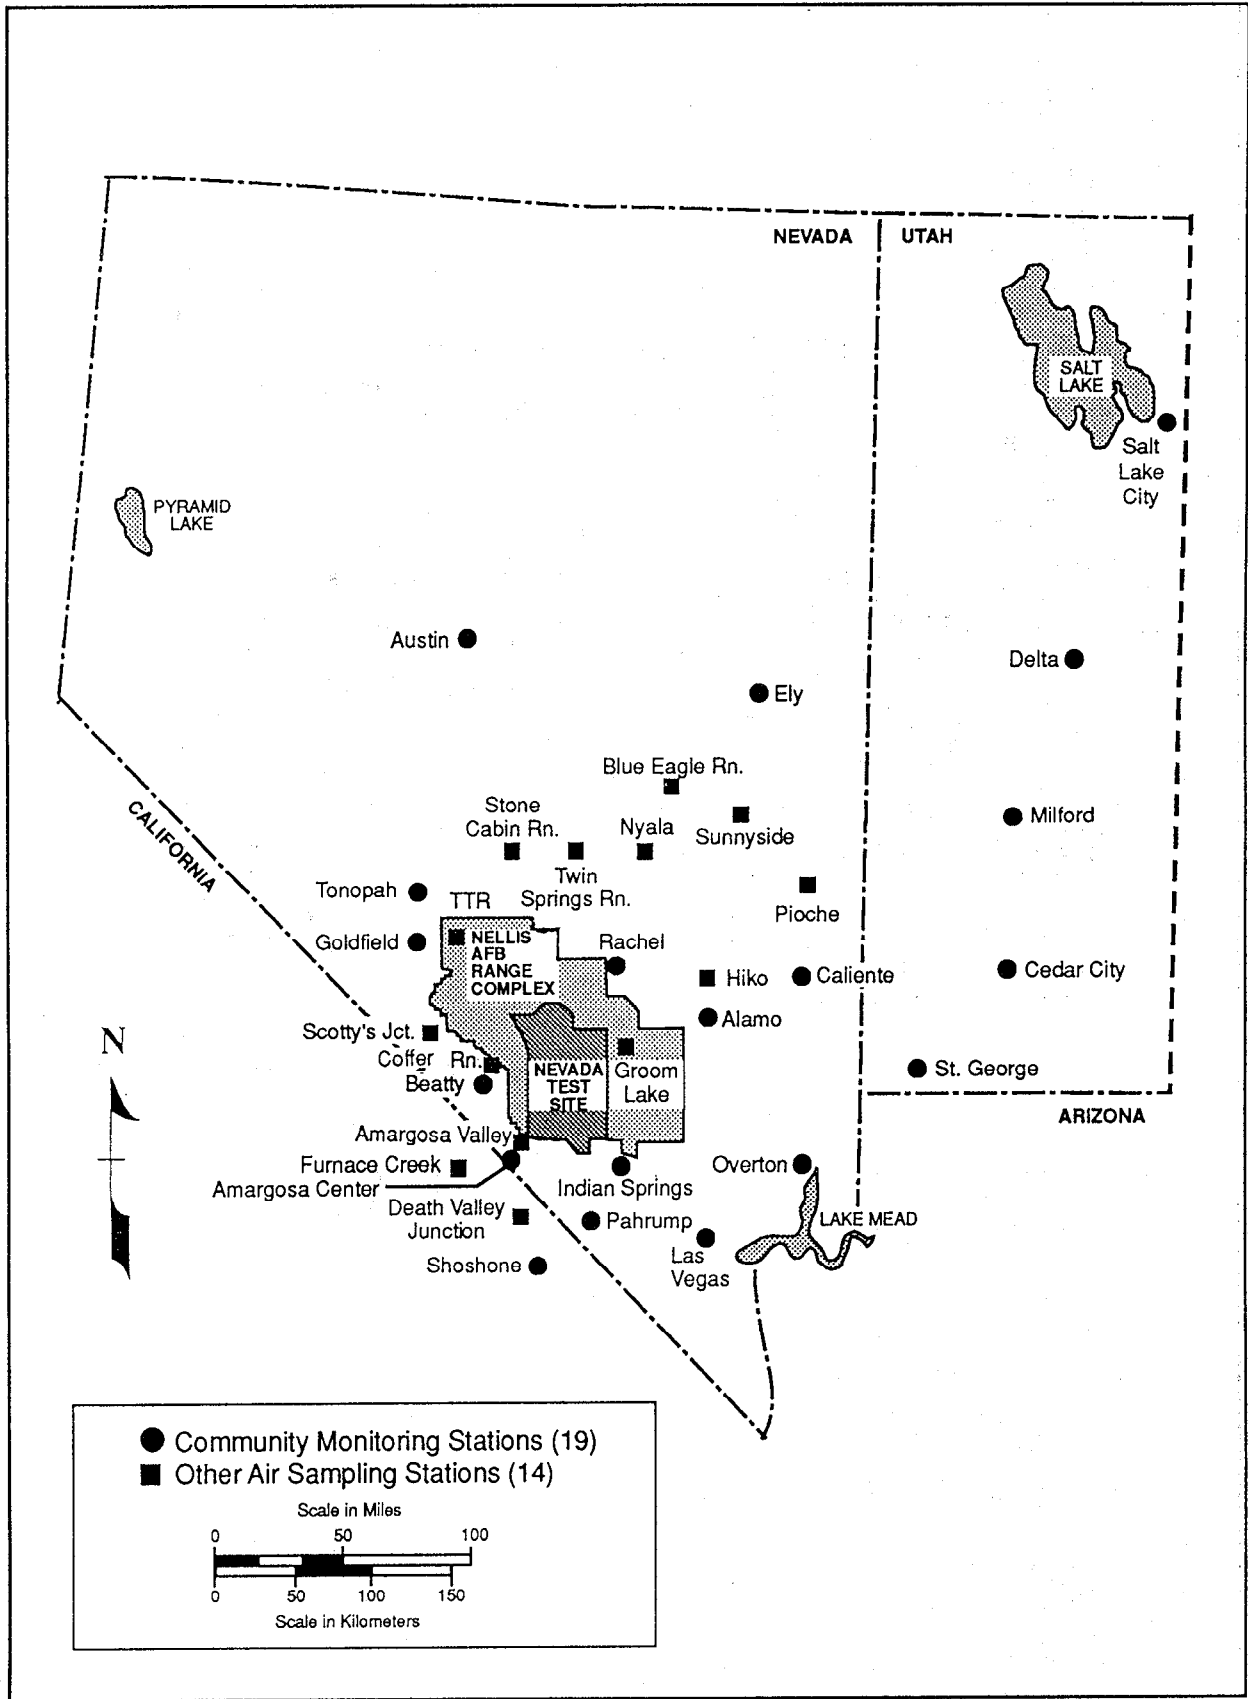 NEVADA
UTAH
SALT
LAKE
Salt
Lake
City
PYRAMID
LAKE
Austin
Delta
Ely
Blue Eagle Rn.
Stone
Cabin Rn.
Nyala
Sunnyside
Milford
CALIFORNIA
Twin
Springs Rn.
Tonopah
TTR
Pioche
Goldfield
NELLIS
AFB
RANGE
COMPLEX
Rachel
Hiko
Caliente
Cedar City
Alamo
N
Scotty's Jct.
Coffer Rn.
Beatty
NEVADA
TEST
SITE
Groom
Lake
St. George
ARIZONA
Amargosa Valley
Furnace Creek
Amargosa Center
Overton
Indian Springs
Death Valley
Junction
Pahrump
LAKE MEAD
Las
Vegas
Shoshone
Community Monitoring Stations (19)
Other Air Sampling Stations (14)
Scale in Miles
0 50 100
0 50 100 150
Scale in Kilometers